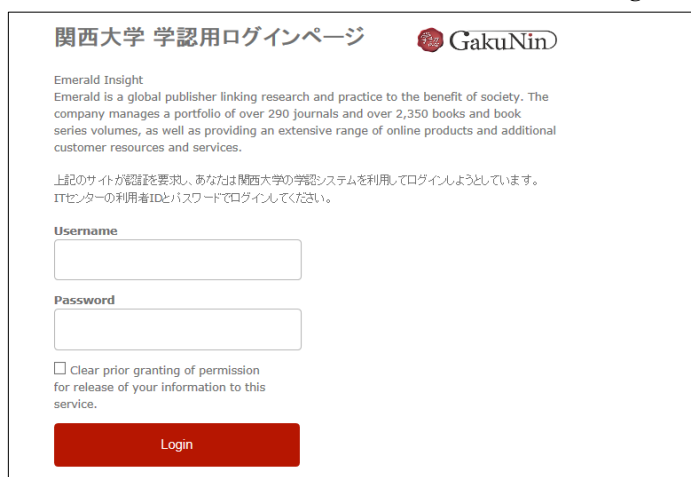 関西大学 学認用ログインページ
GakuNin
Emerald Insight
Emerald is a global publisher linking research and practice to the benefit of society. The
company manages a portfolio of over 290 journals and over 2,350 books and book
series volumes, as well as providing an extensive range of online products and additional
customer resources and services.
上記のサイトが認証を要求し、あなたは関西大学の学認システムを利用してログインしようとしています。
ITセンターの利用者IDとパスワードでログインしてください。
Username
Password
Clear prior granting of permission
for release of your information to this
service.
Login